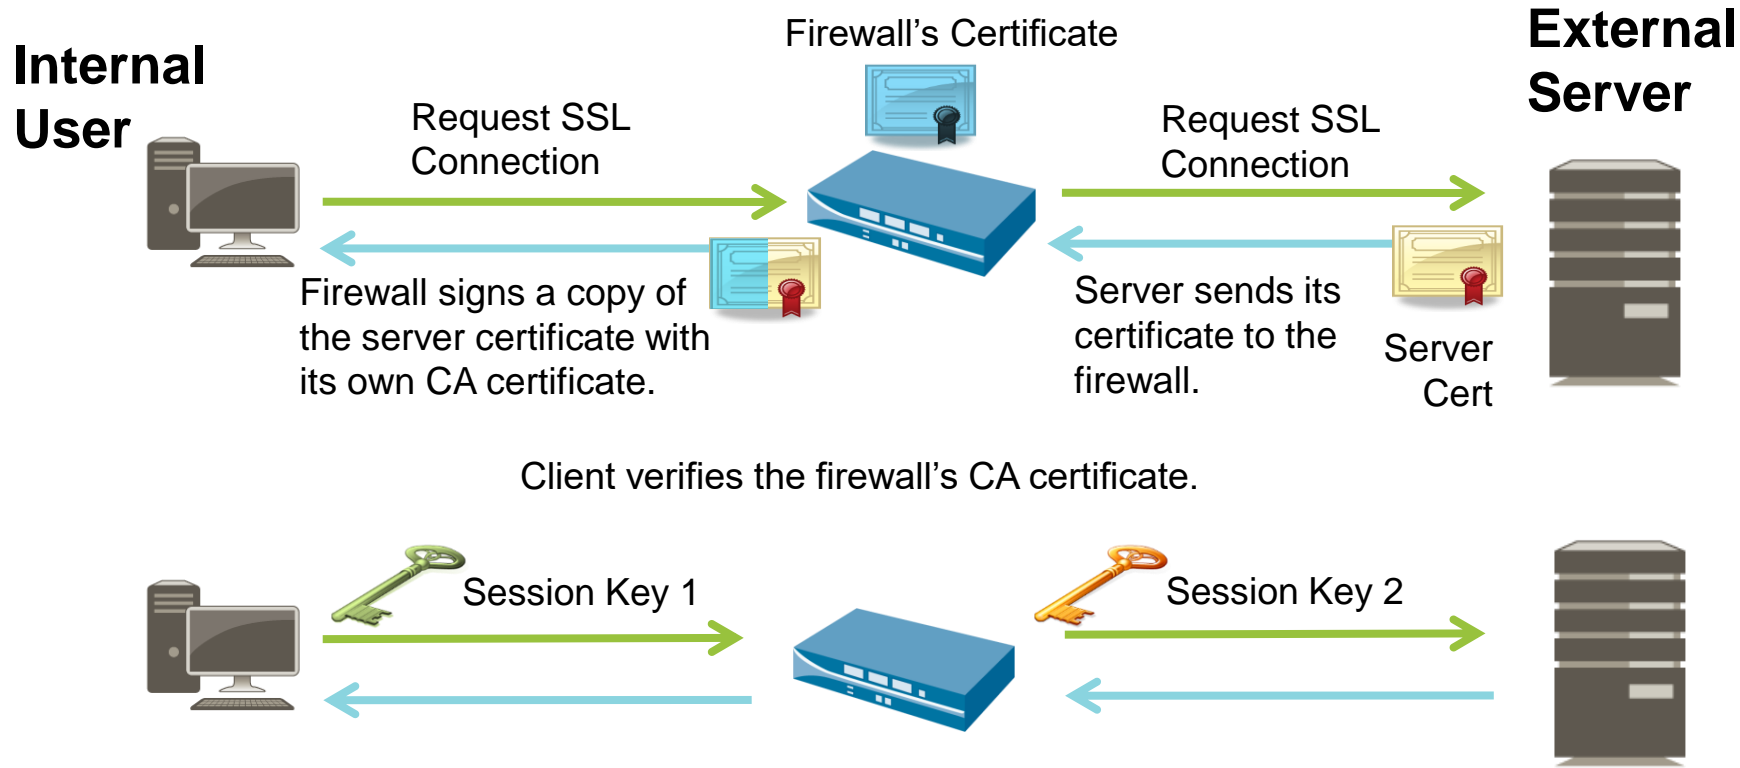 Firewall’s Certificate
Internal
User
External
Server
Request SSL
Connection
Request SSL
Connection
Firewall signs a copy of
the server certificate with
its own CA certificate.
Server sends its
certificate to the
firewall.
Server
Cert
Client verifies the firewall’s CA certificate.
Session Key 1
Session Key 2